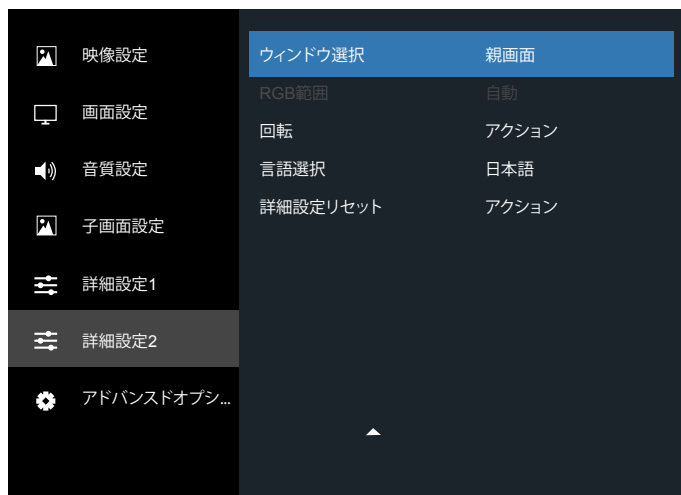 映像設定
画面設定
音質設定
子画面設定
詳細設定1
詳細設定2
アドバンスドオプシ...
ウィンドウ選択 親画面
RGB範囲 自動
回転 アクション
言語選択 日本語
詳細設定リセット アクション